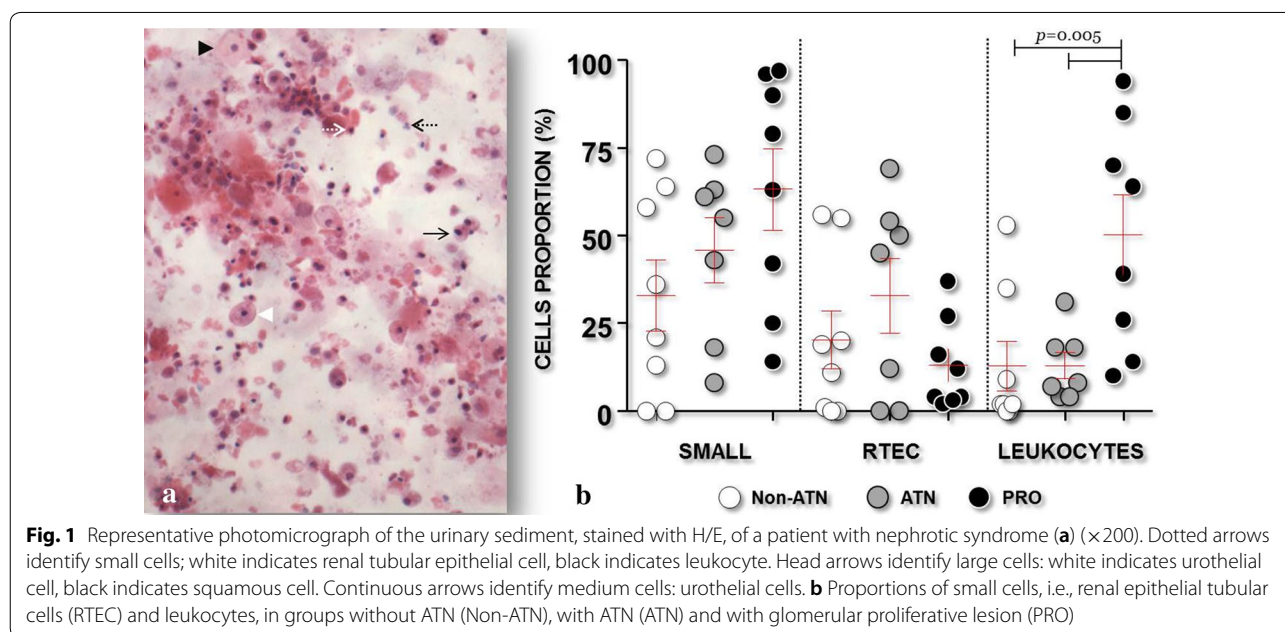 p=0.005
100
75
50
25
0
CELLS PROPORTION (%)
SMALL
RTEC
LEUKOCYTES
a
b
Non-ATN
ATN
PRO
Fig. 1 Representative photomicrograph of the urinary sediment, stained with H/E, of a patient with nephrotic syndrome (a) (×200). Dotted arrows
identify small cells; white indicates renal tubular epithelial cell, black indicates leukocyte. Head arrows identify large cells: white indicates urothelial
cell, black indicates squamous cell. Continuous arrows identify medium cells: urothelial cells. b Proportions of small cells, i.e., renal epithelial tubular
cells (RTEC) and leukocytes, in groups without ATN (Non-ATN), with ATN (ATN) and with glomerular proliferative lesion (PRO)